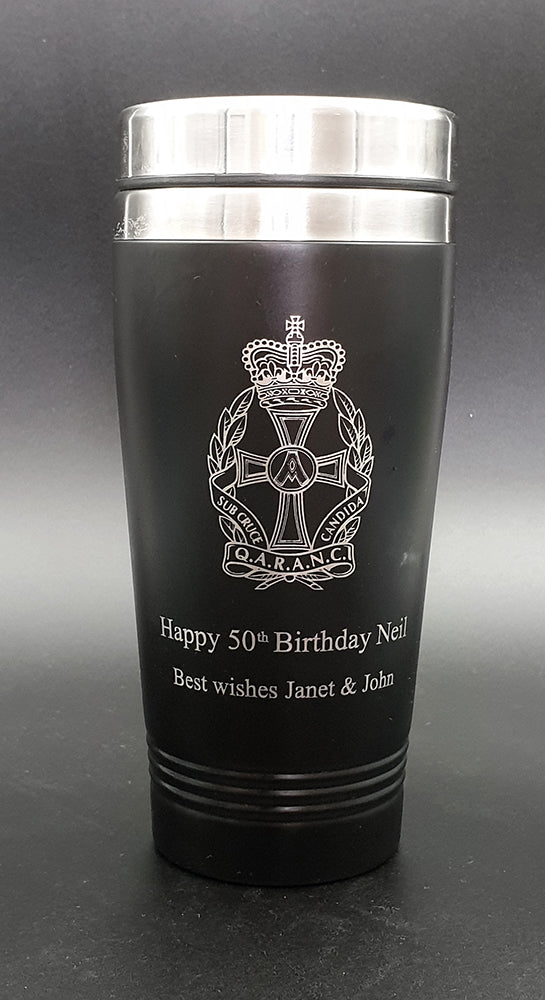 SUB CRUCE CANDIDA
Q.A.R.A.N.C.
Happy 50th Birthday Neil
Best wishes Janet & John